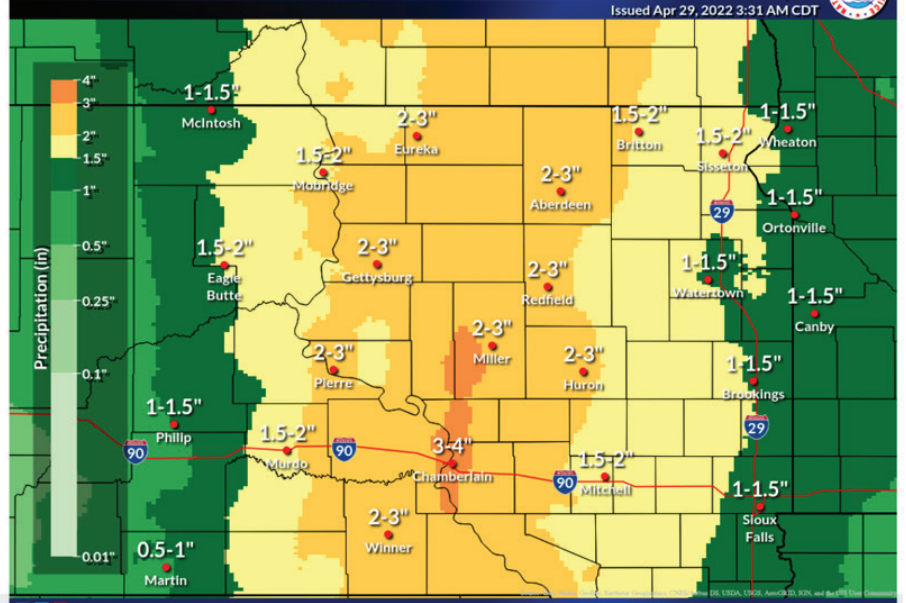 Issued Apr 29, 2022 3:31 AM CDT
Precipitation (in)
4"
3"
2"
1.5"
1"
0.5"
0.25"
0.1"
0.01"
1-1.5"
McIntosh
2-3"
Eureka
1.5-2"
Britton
1-1.5"
Wheaton
1.5-2"
Sisseton
1.5-2"
Mobridge
2-3"
Aberdeen
29
1-1.5"
Ortonville
1.5-2"
Eagle
Butte
2-3"
Gettysburg
2-3"
Redfield
1-1.5"
Watertown
1-1.5"
Canby
2-3"
Miller
2-3"
Pierre
2-3"
Huron
1-1.5"
Brookings
1-1.5"
Philip
29
90
1.5-2"
Murdo
90
3-4"
Chamberlain
90
1.5-2"
Mitchell
1-1.5"
Sioux
Falls
2-3"
Winner
0.5-1"
Martin